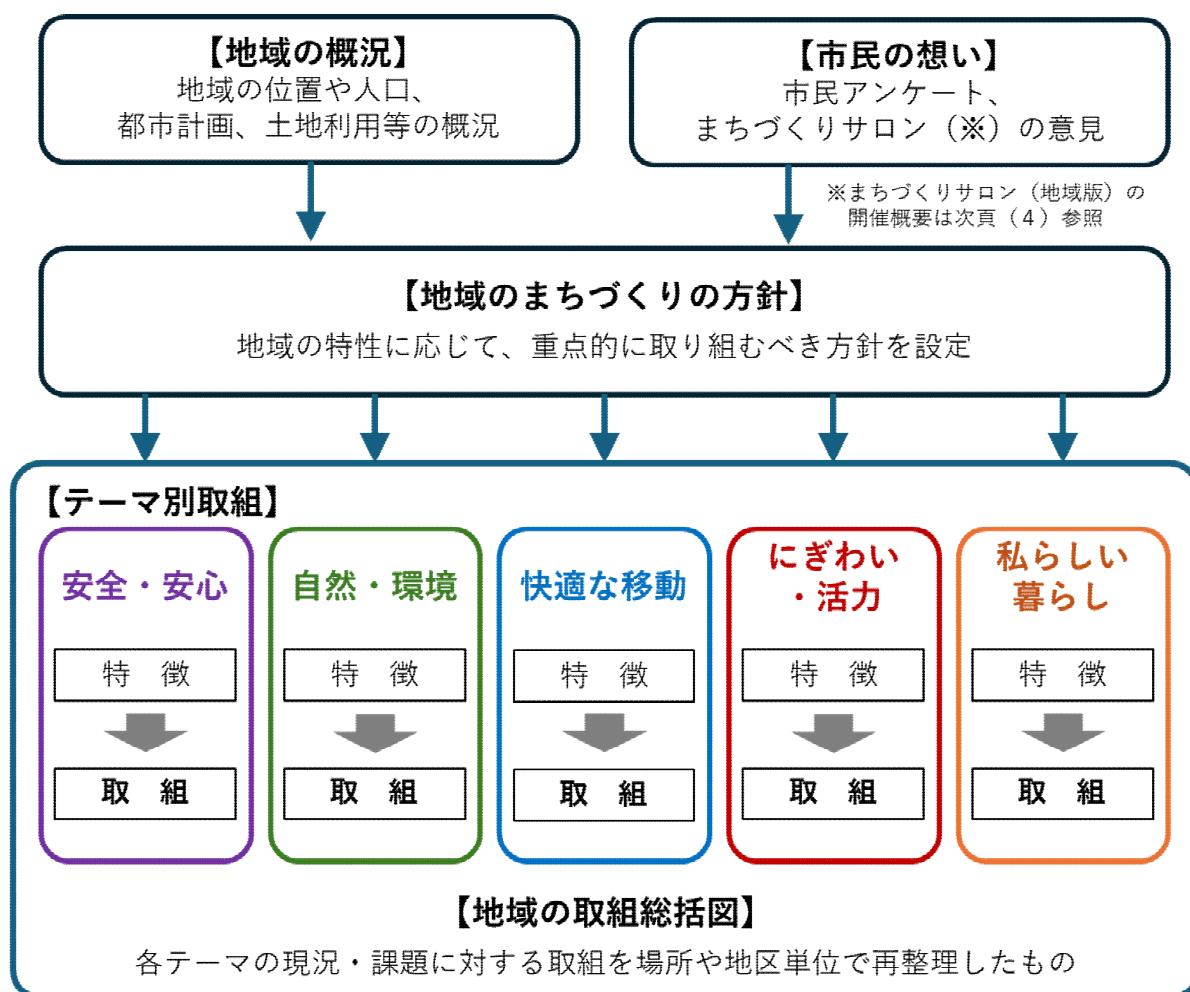 【地域の概況】
地域の位置や人口、
都市計画、土地利用等の概況
【市民の想い】
市民アンケート、
まちづくりサロン（※）の意見
※まちづくりサロン（地域版）の
開催概要は次頁（４）参照
【地域のまちづくりの方針】
地域の特性に応じて、重点的に取り組むべき方針を設定
【テーマ別取組】
安全・安心
特　徴
取　組
自然・環境
特　徴
取　組
快適な移動
特　徴
取　組
にぎわい
・活力
特　徴
取　組
私らしい
暮らし
特　徴
取　組
【地域の取組総括図】
各テーマの現況・課題に対する取組を場所や地区単位で再整理したもの